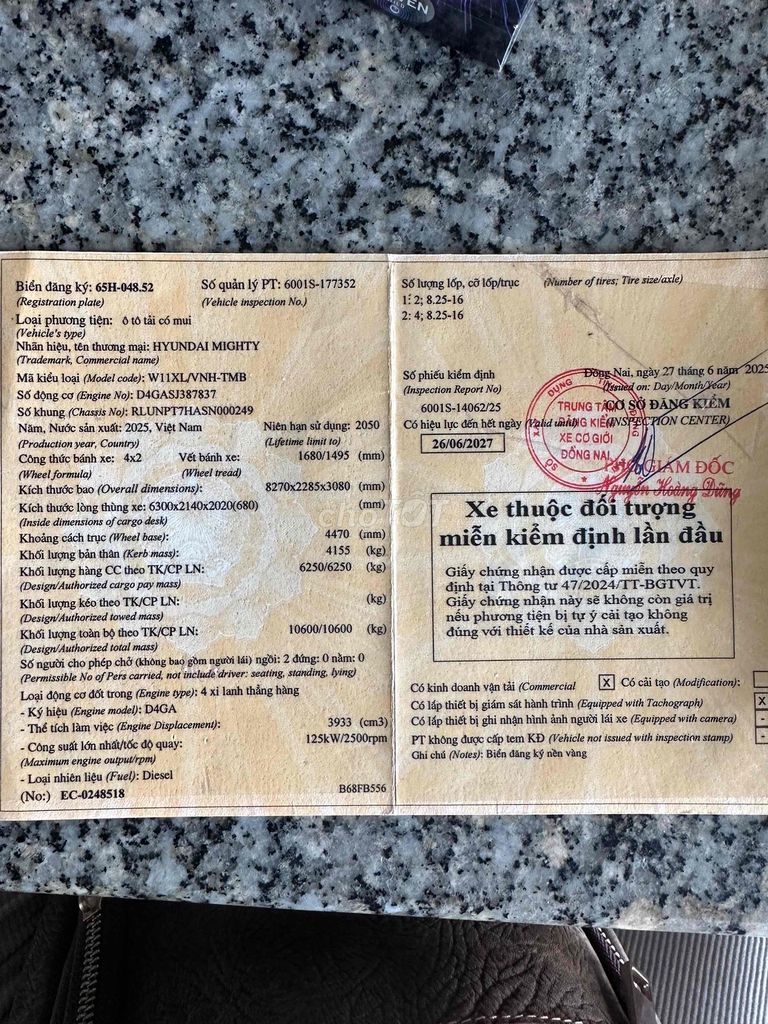 EN
Biển đăng ký: 65H-048.52
(Registration plate)
Số quản lý PT: 6001S-177352
(Vehicle inspection No.)
Loại phương tiện: ô tô tải có mui
(Vehicle's type)
Nhãn hiệu, tên thương mại: HYUNDAI MIGHTY
(Trademark, Commercial name)
Mã kiểu loại (Model code): W11XL/VNH-TMB
Số động cơ (Engine No): D4GASJ387837
Số khung (Chassis No): RLUNPT7HASN000249
Năm, Nước sản xuất: 2025, Việt Nam
(Production year, Country)
Niên hạn sử dụng: 2050
(Lifetime limit to)
Công thức bánh xe: 4x2
(Wheel formula)
Vết bánh xe: 1680/1495 (mm)
(Wheel tread)
Kích thước bao (Overall dimensions): 8270x2285x3080 (mm)
Kích thước lòng thùng xe: 6300x2140x2020(680) (mm)
(Inside dimensions of cargo desk)
Khoảng cách trục (Wheel base): 4470 (mm)
Khối lượng bản thân (Kerb mass): 4155 (kg)
Khối lượng hàng CC theo TK/CP LN: 6250/6250 (kg)
(Design/Authorized cargo pay mass)
Khối lượng kéo theo TK/CP LN: (kg)
(Design/Authorized towed mass)
Khối lượng toàn bộ theo TK/CP LN: 10600/10600 (kg)
(Design/Authorized total mass)
Số người cho phép chở (không bao gồm người lái) ngồi: 2 đứng: 0 nằm: 0
(Permissible No of Pers carried, not include driver: seating, standing, lying)
Loại động cơ đốt trong (Engine type): 4 xi lanh thẳng hàng
- Ký hiệu (Engine model): D4GA
- Thể tích làm việc (Engine Displacement): 3933 (cm3)
- Công suất lớn nhất/tốc độ quay: 125kW/2500rpm
(Maximum engine output/rpm)
- Loại nhiên liệu (Fuel): Diesel
(No:) EC-0248518
B68FB556
Số lượng lốp, cỡ lốp/trục (Number of tires; Tire size/axle)
1: 2; 8.25-16
2: 4; 8.25-16
Số phiếu kiểm định
(Inspection Report No)
6001S-14062/25
Có hiệu lực đến hết ngày (Valid until)
26/06/2027
Đồng Nai, ngày 27 tháng 6 năm 2025
(Issued on: Day/Month/Year)
CƠ SỞ ĐĂNG KIỂM
(INSPECTION CENTER)
TRUNG TÂM
ĐĂNG KIỂM
XE CƠ GIỚI
ĐỒNG NAI
GIÁM ĐỐC
Nguyễn Hoàng Dũng
Xe thuộc đối tượng
miễn kiểm định lần đầu
Giấy chứng nhận được cấp miễn theo quy
định tại Thông tư 47/2024/TT-BGTVT.
Giấy chứng nhận này sẽ không còn giá trị
nếu phương tiện bị tự ý cải tạo không
đúng với thiết kế của nhà sản xuất.
Có kinh doanh vận tải (Commercial X Có cải tạo (Modification):
Có lắp thiết bị giám sát hành trình (Equipped with Tachograph) X
Có lắp thiết bị ghi nhận hình ảnh người lái xe (Equipped with camera) -
PT không được cấp tem KĐ (Vehicle not issued with inspection stamp) -
Ghi chú (Notes): Biển đăng ký nền vàng